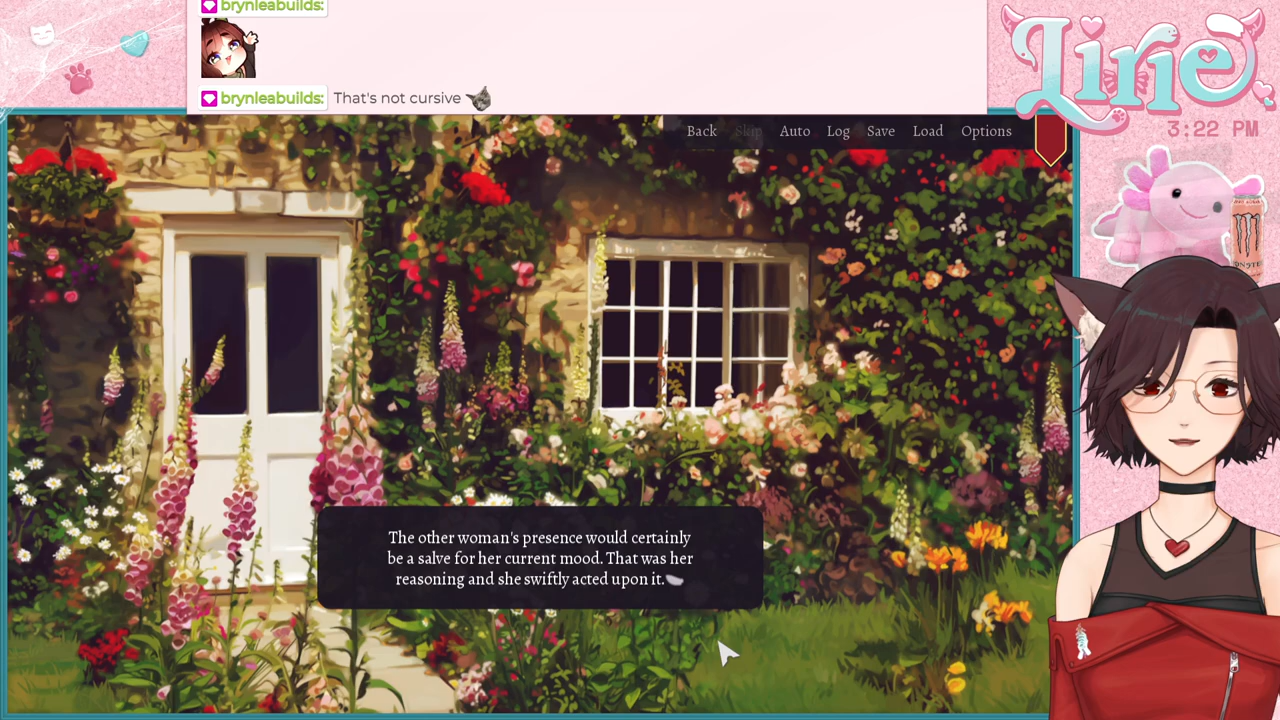 brynleabuilds:
brynleabuilds: That's not cursive
Lirie
3:22 PM
Back Skip Auto Log Save Load Options
MONSTER
The other woman's presence would certainly
be a salve for her current mood. That was her
reasoning and she swiftly acted upon it.